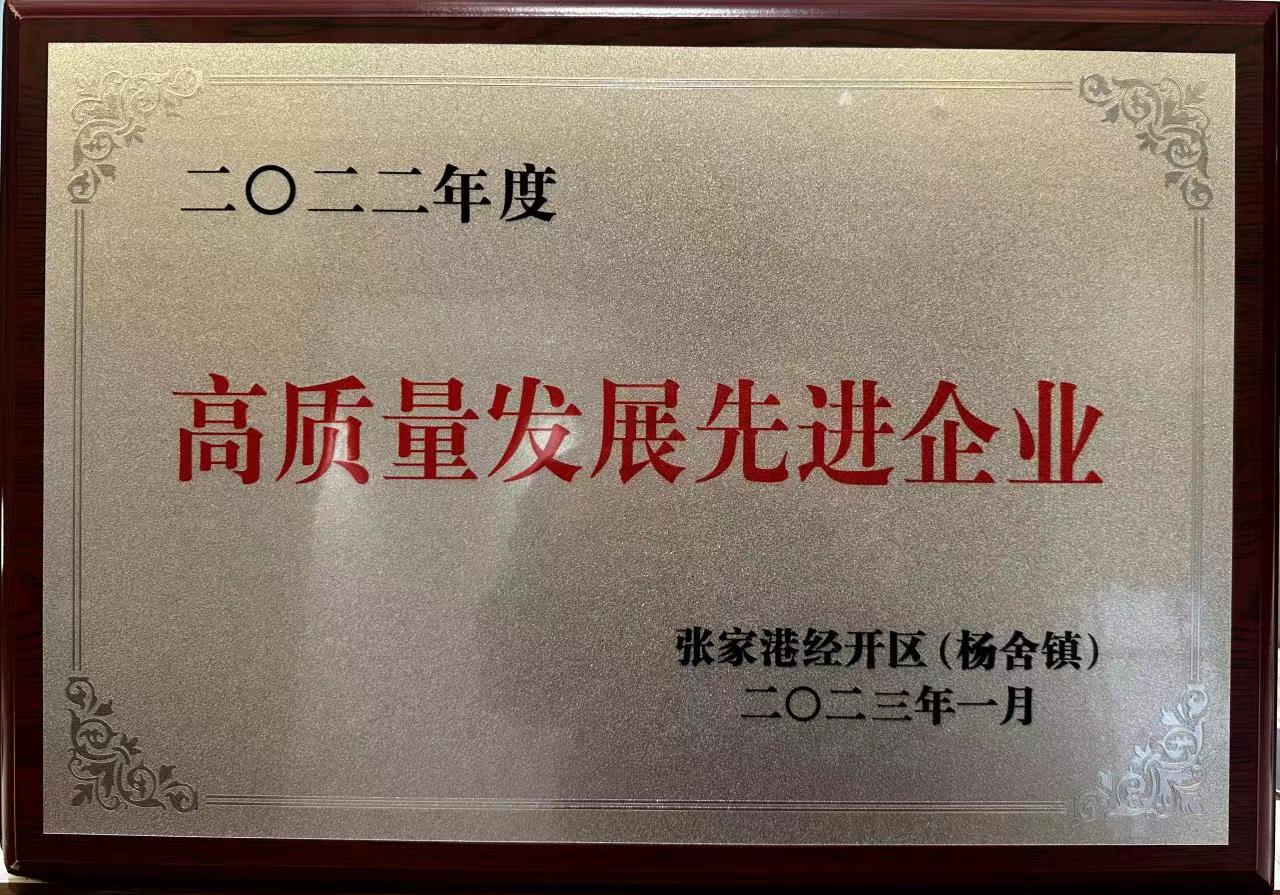 二〇二二年度
高质量发展先进企业
张家港经开区(杨舍镇)
二〇二三年一月